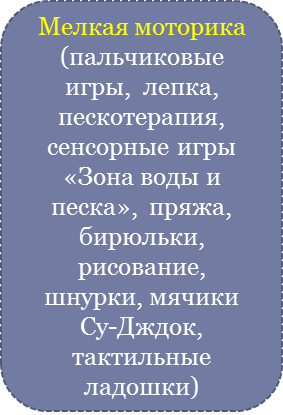 Мелкая моторика
(пальчиковые
игры,  лепка,
пескотерапия,
сенсорные игры
«Зона воды и
песка»,  пряжа,
бирюльки,
рисование,
шнурки, мячики
Су-Дждок,
тактильные
ладошки)